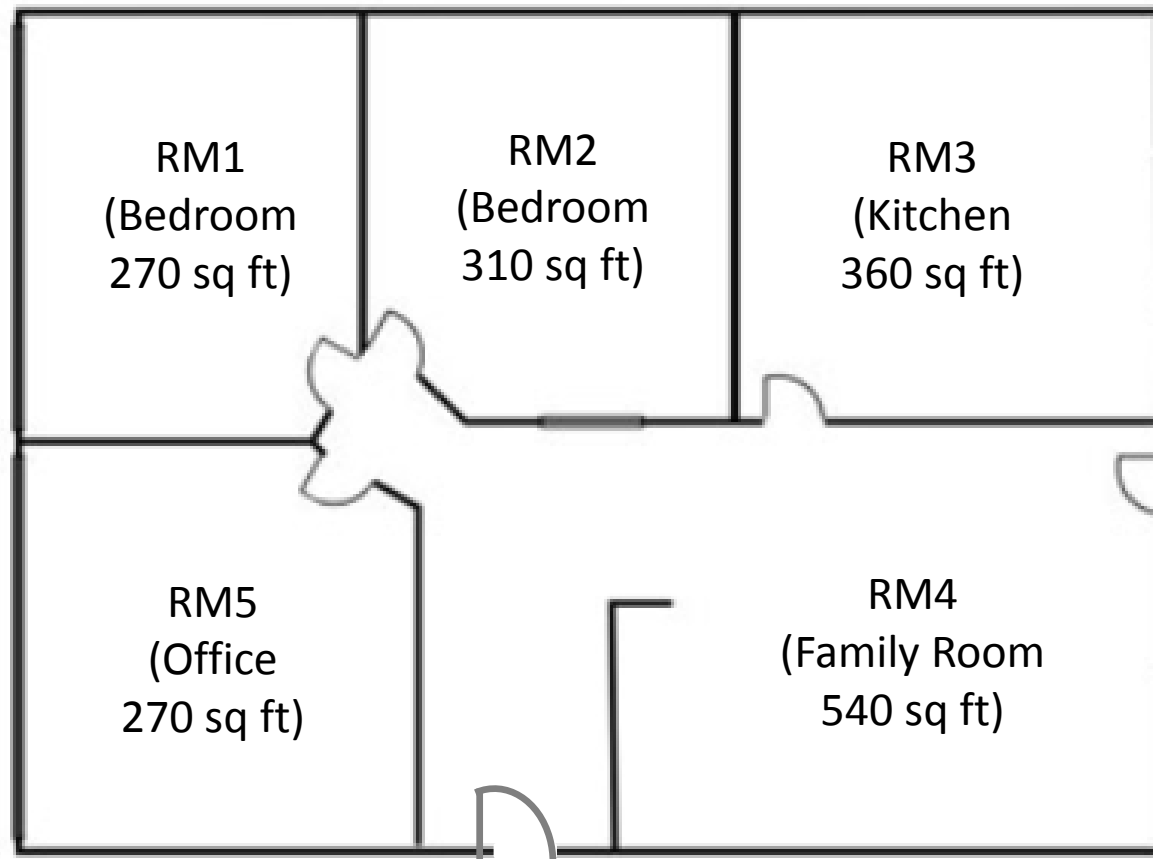 RM1
(Bedroom
270 sq ft)
RM2
(Bedroom
310 sq ft)
RM3
(Kitchen
360 sq ft)
RM5
(Office
270 sq ft)
RM4
(Family Room
540 sq ft)